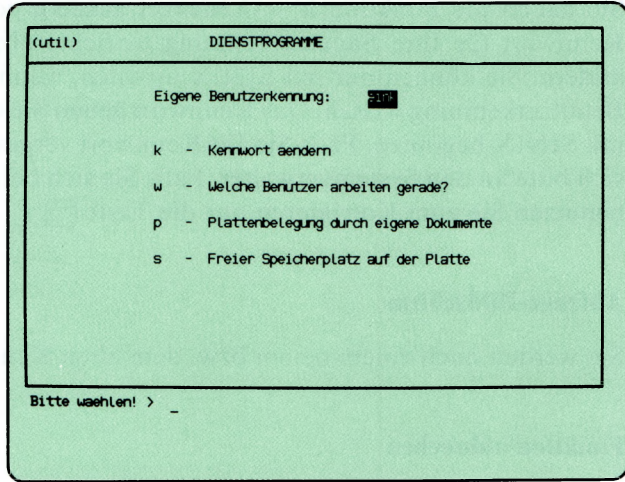 (util) DIENSTPROGRAMME
Eigene Benutzerkennung:
k - Kennwort aendern
w - Welche Benutzer arbeiten gerade?
p - Plattenbelegung durch eigene Dokumente
s - Freier Speicherplatz auf der Platte
Bitte waehlen! > _